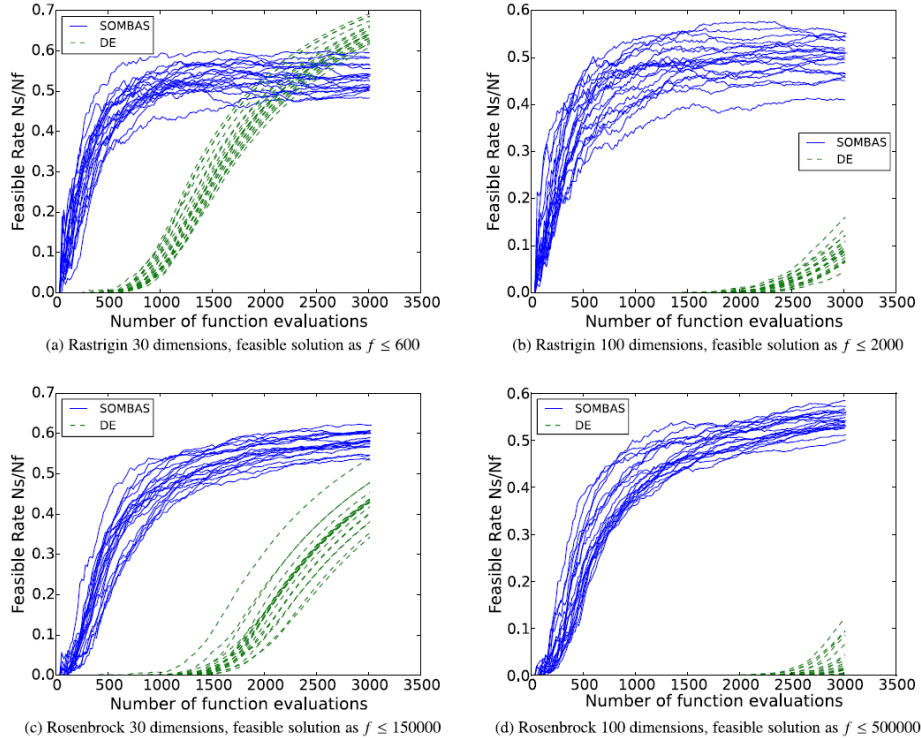 0.7
0.6
0.5
0.4
0.3
0.2
0.1
0.0
Feasible Rate Ns/Nf
SOMBAS
DE
0 500 1000 1500 2000 2500 3000 3500
Number of function evaluations
(a) Rastrigin 30 dimensions, feasible solution as f ≤ 600
0.6
0.5
0.4
0.3
0.2
0.1
0.0
Feasible Rate Ns/Nf
SOMBAS
DE
0 500 1000 1500 2000 2500 3000 3500
Number of function evaluations
(b) Rastrigin 100 dimensions, feasible solution as f ≤ 2000
0.7
0.6
0.5
0.4
0.3
0.2
0.1
0.0
Feasible Rate Ns/Nf
SOMBAS
DE
0 500 1000 1500 2000 2500 3000 3500
Number of function evaluations
(c) Rosenbrock 30 dimensions, feasible solution as f ≤ 150000
0.6
0.5
0.4
0.3
0.2
0.1
0.0
Feasible Rate Ns/Nf
SOMBAS
DE
0 500 1000 1500 2000 2500 3000 3500
Number of function evaluations
(d) Rosenbrock 100 dimensions, feasible solution as f ≤ 500000